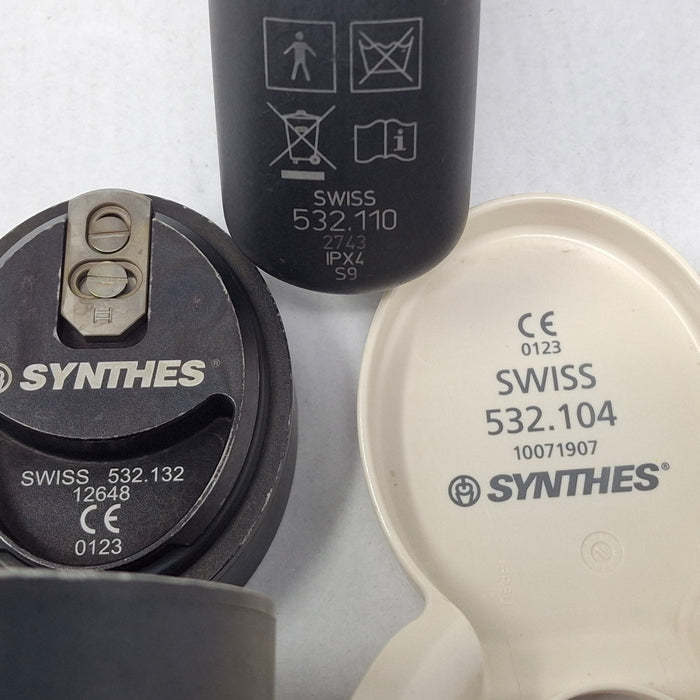 SWISS
532.110
2743
IPX4
S9
SYNTHES®
SWISS 532.132
12648
CE
0123
CE
0123
SWISS
532.104
10071907
SYNTHES®